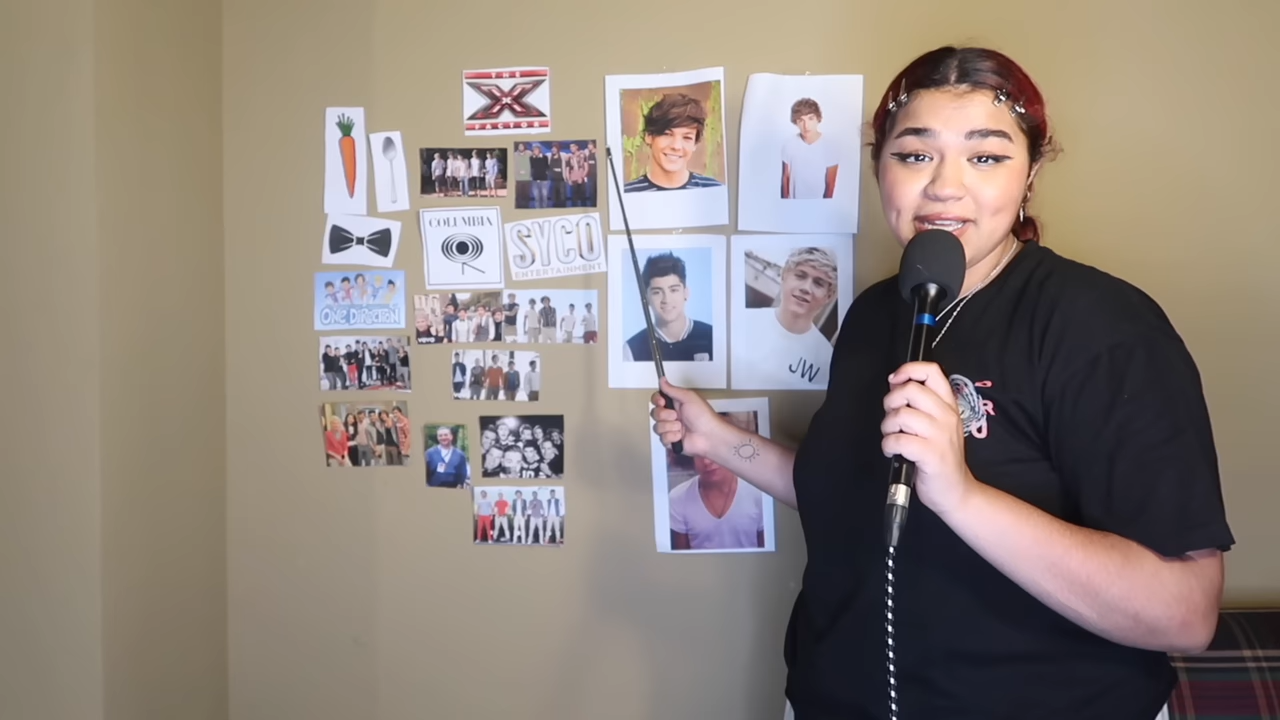 THE
X
FACTOR
COLUMBIA
SYCO
ENTERTAINMENT
ONE DIRECTION
JW